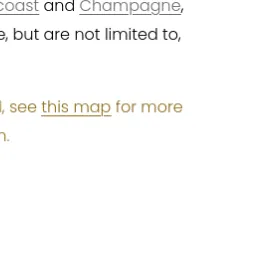 coast and Champagne,
, but are not limited to,
, see this map for more